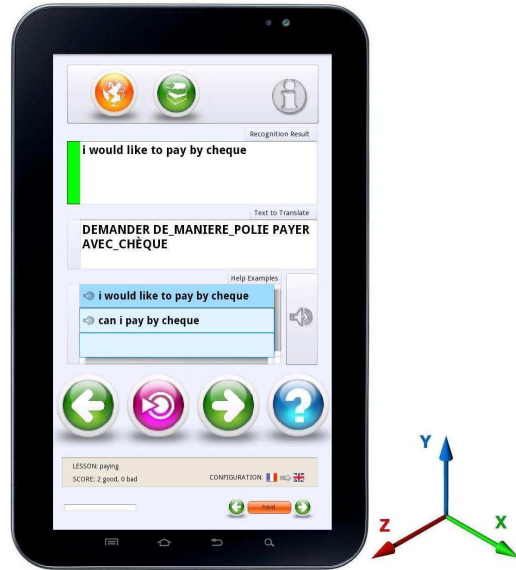 Recognition Result
i would like to pay by cheque
Text to Translate
DEMANDER DE_MANIERE_POLIE PAYER
AVEC_CHÈQUE
Help Examples
i would like to pay by cheque
can i pay by cheque
?
LESSON: paying
SCORE: 2 good, 0 bad
CONFIGURATION:
hard
Y
Z
X